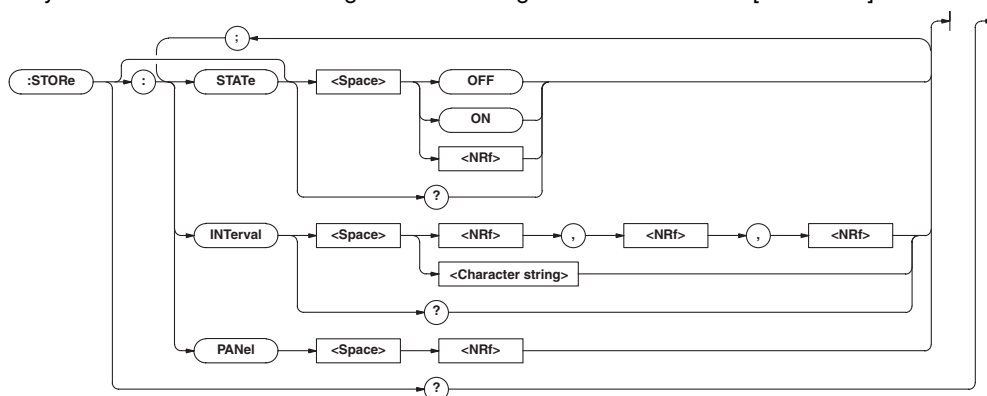 ;
:STORe : STATe <Space> OFF
ON
<NRf>
?
INTerval <Space> <NRf> , <NRf> , <NRf>
<Character string>
?
PANel <Space> <NRf>
?